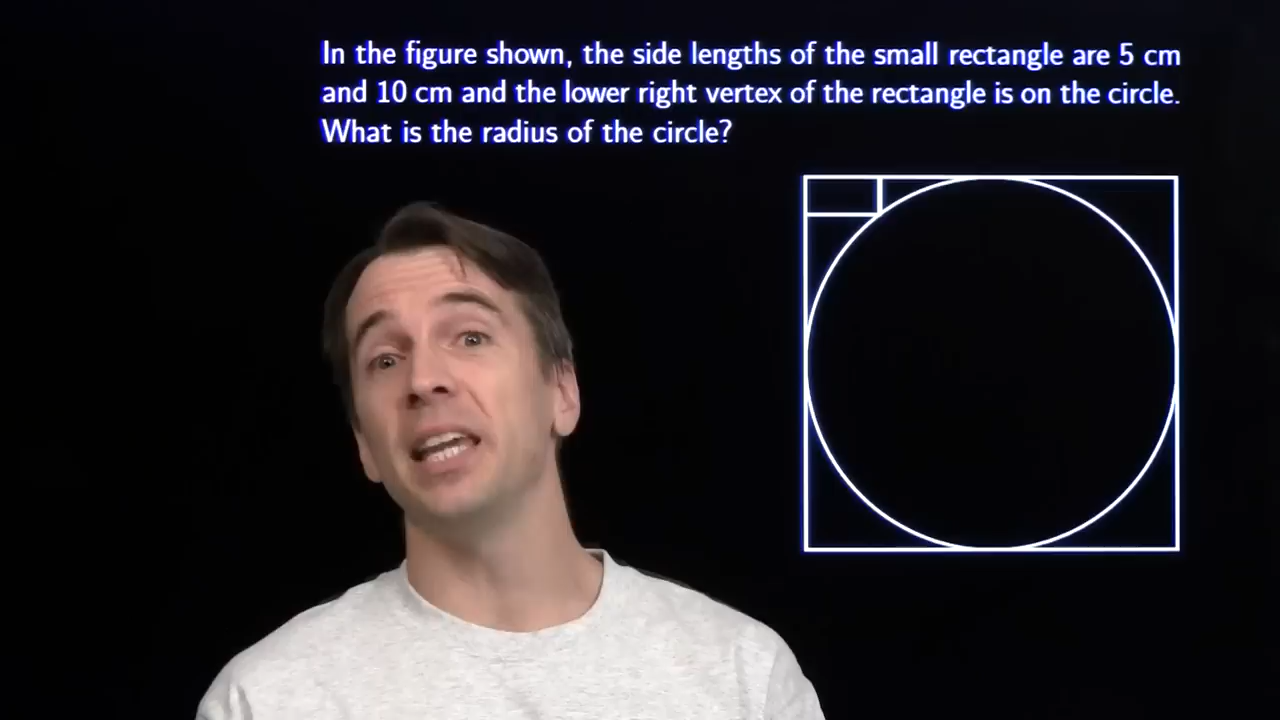 In the figure shown, the side lengths of the small rectangle are 5 cm
and 10 cm and the lower right vertex of the rectangle is on the circle.
What is the radius of the circle?